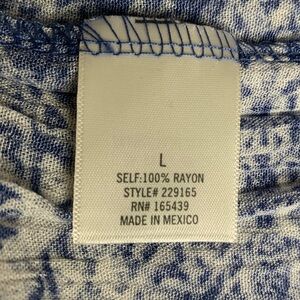 L
SELF:100% RAYON
STYLE# 229165
RN# 165439
MADE IN MEXICO